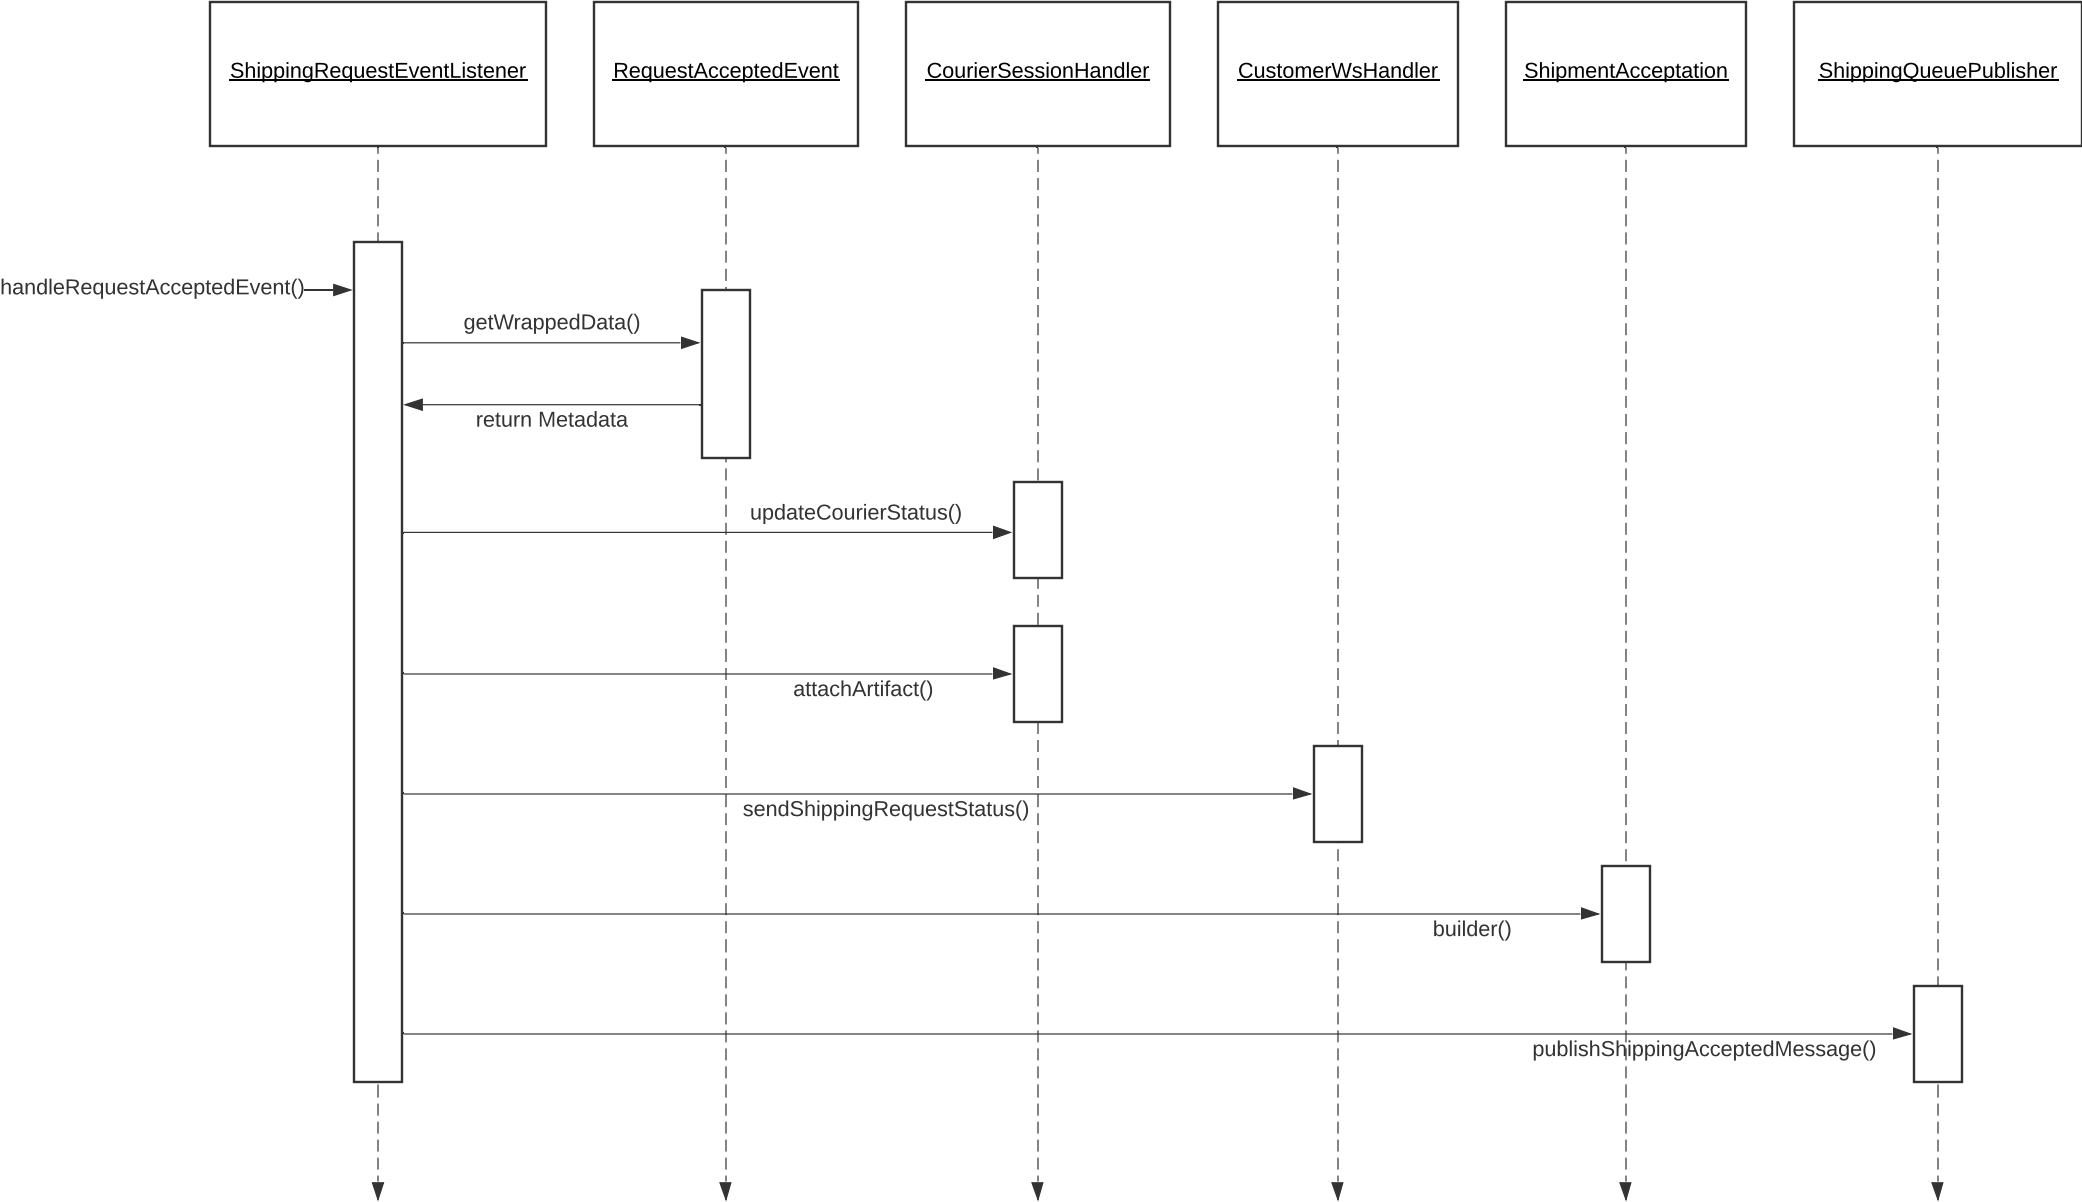 ShippingRequestEventListener
RequestAcceptedEvent
CourierSessionHandler
CustomerWsHandler
ShipmentAcceptation
ShippingQueuePublisher
handleRequestAcceptedEvent()
getWrappedData()
return Metadata
updateCourierStatus()
attachArtifact()
sendShippingRequestStatus()
builder()
publishShippingAcceptedMessage()